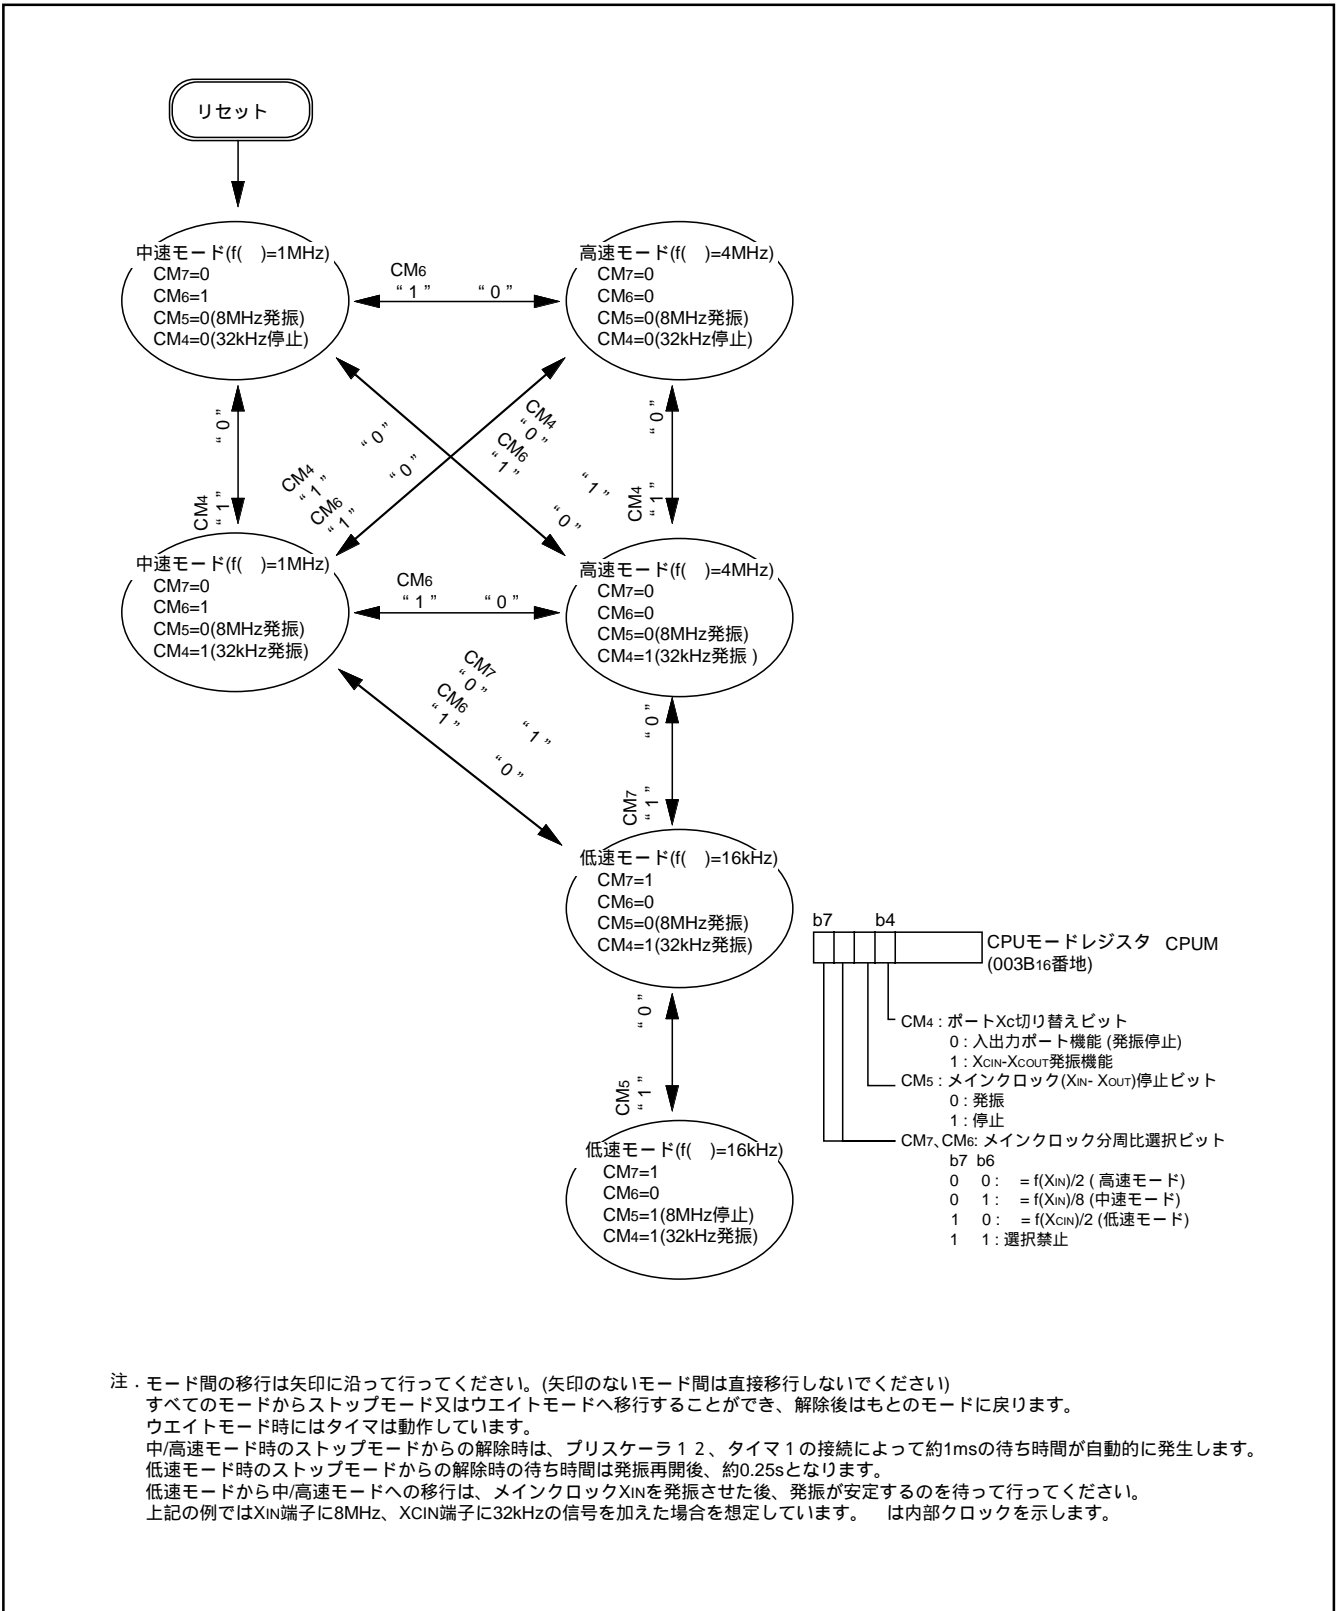 リセット
中速モード(f( )=1MHz)
CM7=0
CM6=1
CM5=0(8MHz発振)
CM4=0(32kHz停止)
CM6
“1” “0”
高速モード(f( )=4MHz)
CM7=0
CM6=0
CM5=0(8MHz発振)
CM4=0(32kHz停止)
CM4
“1” “0”
CM4
“1” “0”
CM6
“1” “0”
CM4
“0” “1”
CM6
“1” “0”
CM4
“1” “0”
中速モード(f( )=1MHz)
CM7=0
CM6=1
CM5=0(8MHz発振)
CM4=1(32kHz発振)
CM6
“1” “0”
高速モード(f( )=4MHz)
CM7=0
CM6=0
CM5=0(8MHz発振)
CM4=1(32kHz発振 )
CM7
“0” “1”
CM6
“1” “0”
CM7
“1” “0”
低速モード(f( )=16kHz)
CM7=1
CM6=0
CM5=0(8MHz発振)
CM4=1(32kHz発振)
CM5
“1” “0”
低速モード(f( )=16kHz)
CM7=1
CM6=0
CM5=1(8MHz停止)
CM4=1(32kHz発振)
b7 b4
CPUモードレジスタ CPUM
(003B16番地)
CM4 : ポートXc切り替えビット
0 : 入出力ポート機能 (発振停止)
1 : XCIN-XCOUT発振機能
CM5 : メインクロック(XIN- XOUT)停止ビット
0 : 発振
1 : 停止
CM7、CM6: メインクロック分周比選択ビット
b7 b6
0 0 : = f(XIN)/2 ( 高速モード)
0 1 : = f(XIN)/8 (中速モード)
1 0 : = f(XCIN)/2 (低速モード)
1 1 : 選択禁止
注 . モード間の移行は矢印に沿って行ってください。(矢印のないモード間は直接移行しないでください)
すべてのモードからストップモード又はウエイトモードへ移行することができ、解除後はもとのモードに戻ります。
ウエイトモード時にはタイマは動作しています。
中/高速モード時のストップモードからの解除時は、プリスケーラ12、タイマ1の接続によって約1msの待ち時間が自動的に発生します。
低速モード時のストップモードからの解除時の待ち時間は発振再開後、約0.25sとなります。
低速モードから中/高速モードへの移行は、メインクロックXINを発振させた後、発振が安定するのを待って行ってください。
上記の例ではXIN端子に8MHz、XCIN端子に32kHzの信号を加えた場合を想定しています。 は内部クロックを示します。